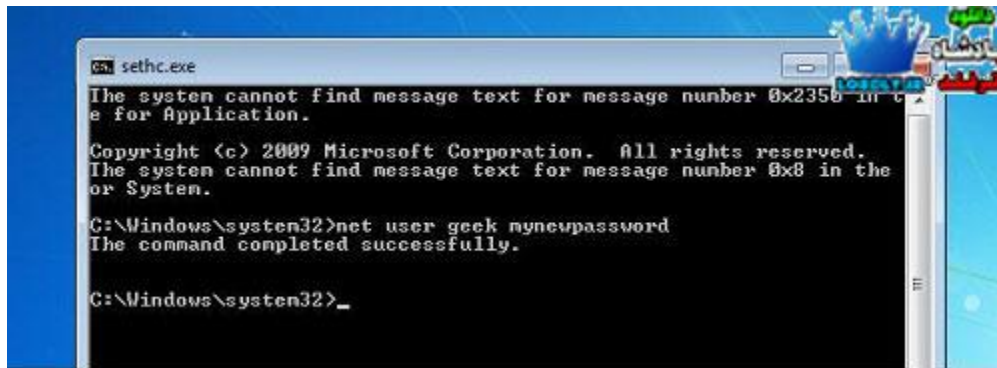 sethc.exe
The system cannot find message text for message number 0x2350 in t
e for Application.
Copyright (c) 2009 Microsoft Corporation.  All rights reserved.
The system cannot find message text for message number 0x8 in the
or System.
C:\Windows\system32>net user geek mynewpassword
The command completed successfully.
C:\Windows\system32>_
دانلود